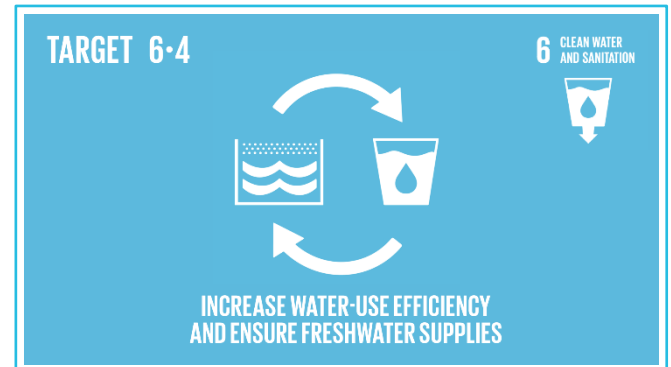 TARGET 6·4
6 CLEAN WATER
AND SANITATION
INCREASE WATER-USE EFFICIENCY
AND ENSURE FRESHWATER SUPPLIES